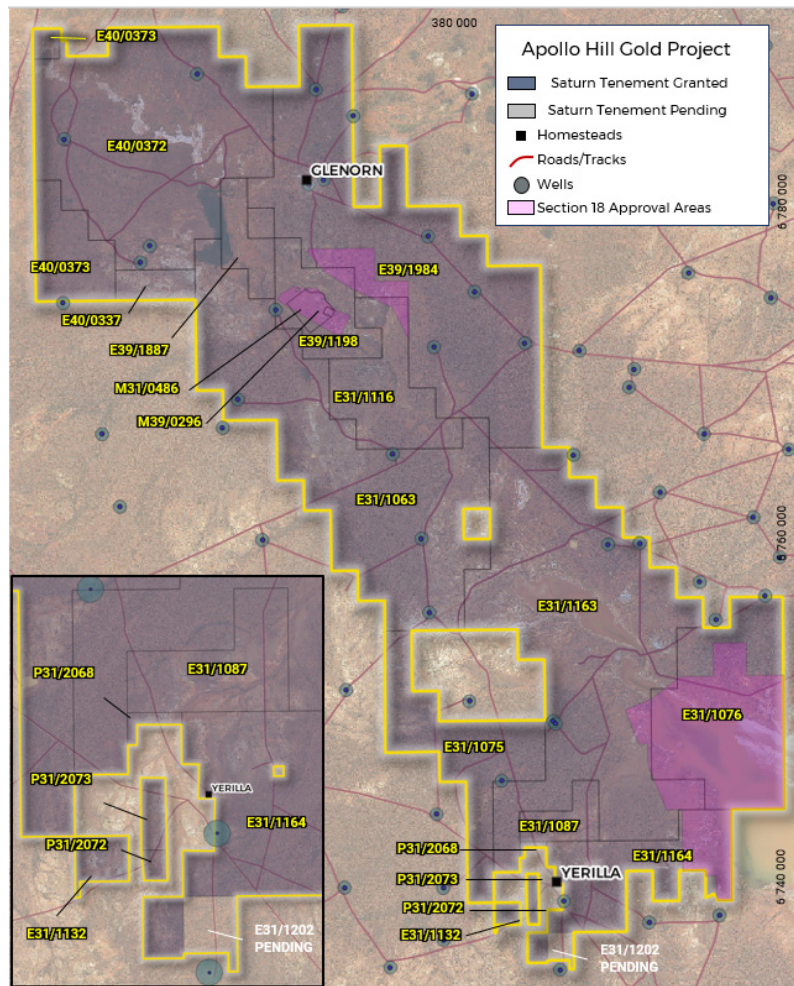 380 000
Apollo Hill Gold Project
Saturn Tenement Granted
Saturn Tenement Pending
Homesteads
Roads/Tracks
Wells
Section 18 Approval Areas
E40/0373
E40/0372
GLENORN
6 780 000
E40/0373
E39/1984
E40/0337
E39/1887
E39/1198
M31/0486
E31/1116
M39/0296
E31/1063
6 760 000
E31/1163
E31/1076
E31/1075
E31/1087
P31/2068
E31/1164
P31/2073
YERILLA
6 740 000
P31/2072
E31/1132
E31/1202
PENDING
P31/2068
E31/1087
P31/2073
YERILLA
P31/2072
E31/1164
E31/1132
E31/1202
PENDING